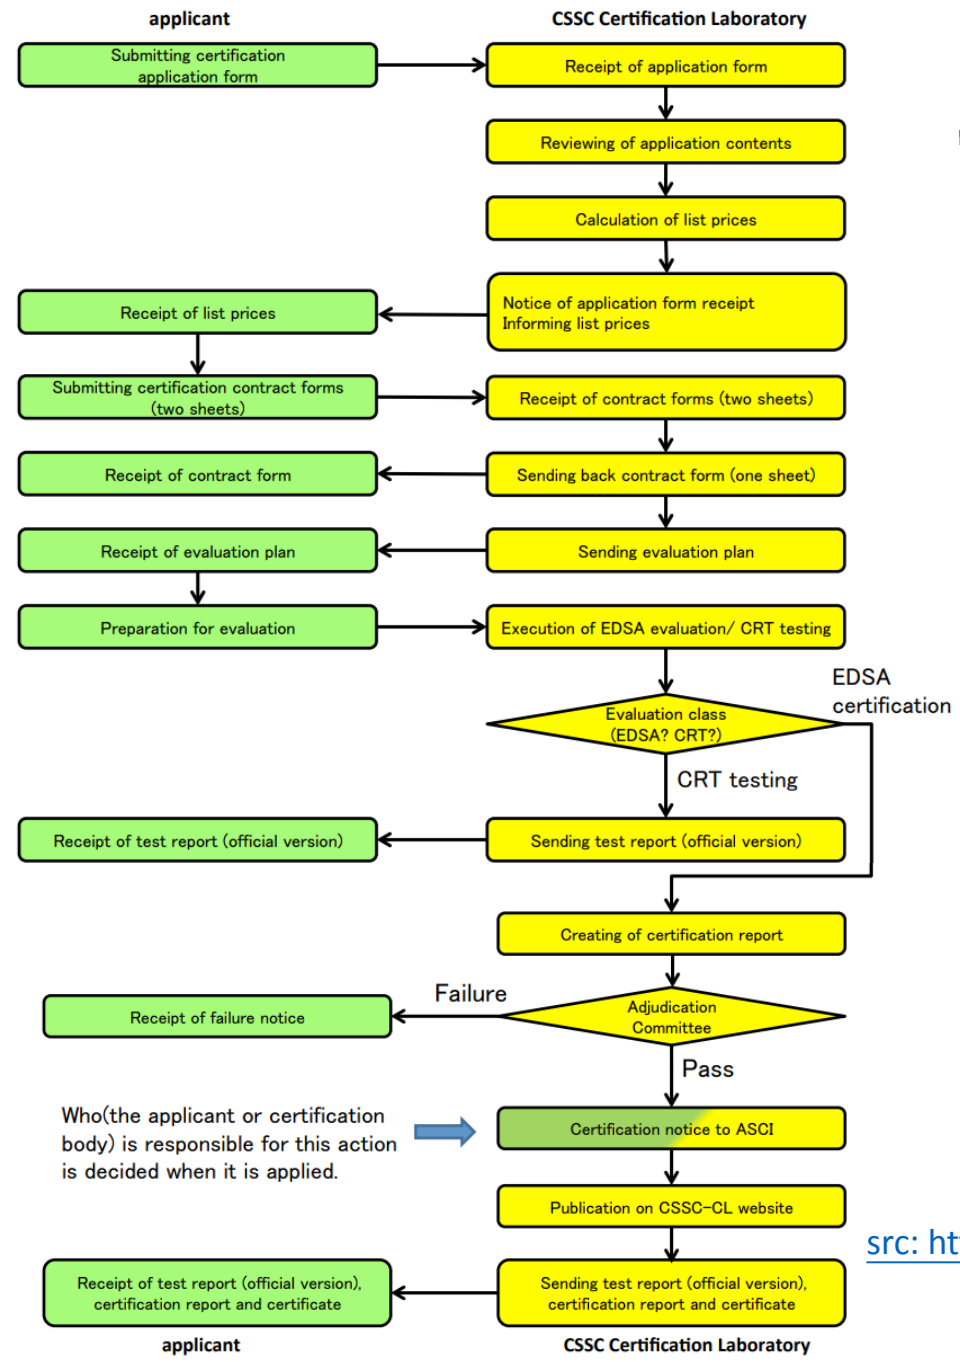 applicant
CSSC Certification Laboratory
Submitting certification
application form
Receipt of application form
Reviewing of application contents
Calculation of list prices
Notice of application form receipt
Informing list prices
Receipt of list prices
Submitting certification contract forms
(two sheets)
Receipt of contract forms (two sheets)
Receipt of contract form
Sending back contract form (one sheet)
Receipt of evaluation plan
Sending evaluation plan
Preparation for evaluation
Execution of EDSA evaluation/ CRT testing
EDSA
certification
Evaluation class
(EDSA? CRT?)
CRT testing
Receipt of test report (official version)
Sending test report (official version)
Creating of certification report
Failure
Adjudication
Committee
Receipt of failure notice
Pass
Who(the applicant or certification
body) is responsible for this action
is decided when it is applied.
Certification notice to ASCI
Publication on CSSC-CL website
src: ht
Receipt of test report (official version),
certification report and certificate
Sending test report (official version),
certification report and certificate
applicant
CSSC Certification Laboratory